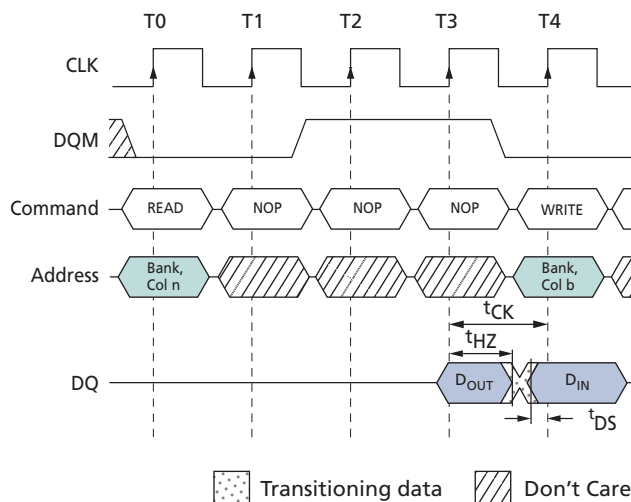 T0 T1 T2 T3 T4
CLK
DQM
Command READ NOP NOP NOP WRITE
Address Bank, Col n Bank, Col b
tCK
tHZ
DQ DOUT DIN
tDS
Transitioning data Don't Care